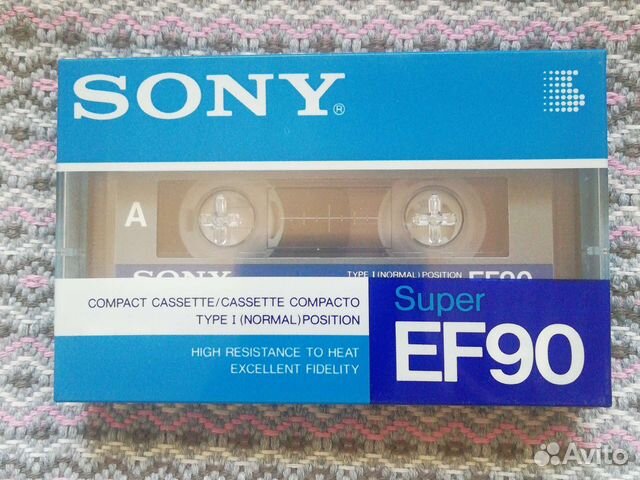 SONY®
A
SONY
TYPE I (NORMAL) POSITION
EF90
COMPACT CASSETTE/CASSETTE COMPACTO
TYPE I (NORMAL) POSITION
HIGH RESISTANCE TO HEAT
EXCELLENT FIDELITY
Super
EF90
Avito